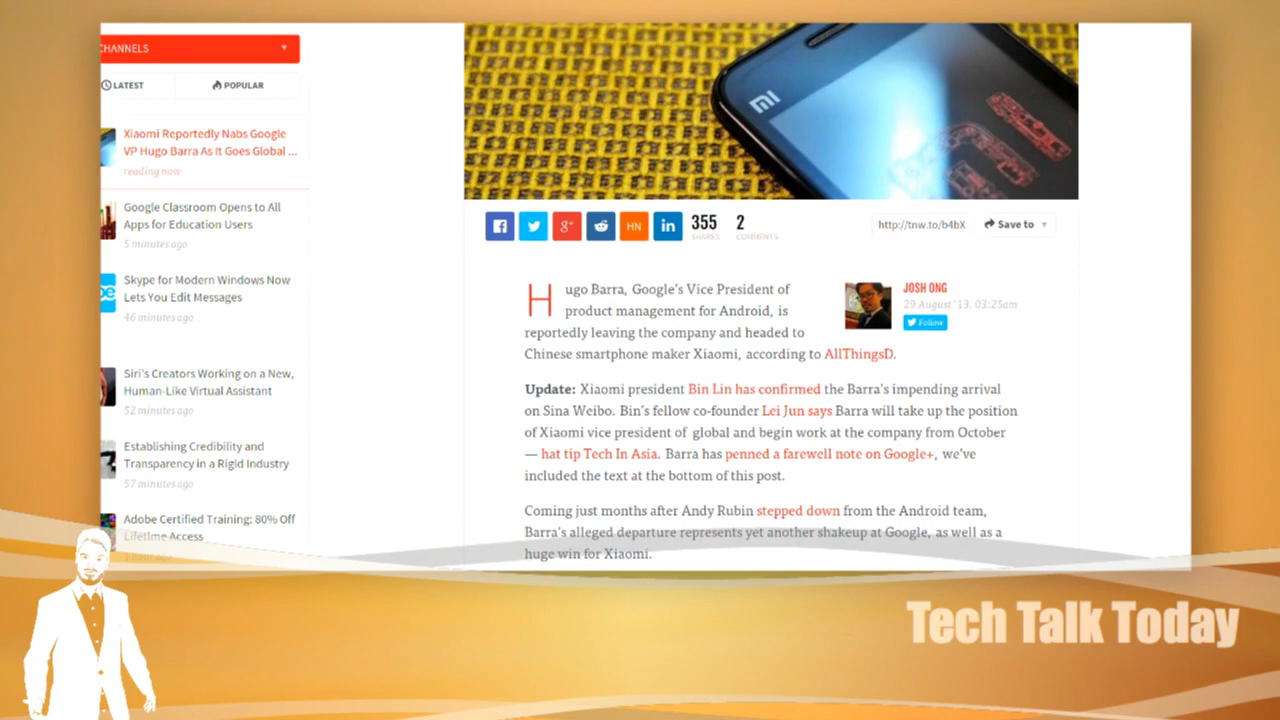 CHANNELS
LATEST
POPULAR
Xiaomi Reportedly Nabs Google
VP Hugo Barra As It Goes Global ...
reading now
Google Classroom Opens to All
Apps for Education Users
5 minutes ago
Skype for Modern Windows Now
Lets You Edit Messages
46 minutes ago
Siri's Creators Working on a New,
Human-Like Virtual Assistant
52 minutes ago
Establishing Credibility and
Transparency in a Rigid Industry
57 minutes ago
Adobe Certified Training: 80% Off
Lifetime Access
1 hour ago
MI
HN
355
SHARES
2
COMMENTS
http://tnw.to/b4bX
Save to
Hugo Barra, Google's Vice President of
product management for Android, is
reportedly leaving the company and headed to
Chinese smartphone maker Xiaomi, according to AllThingsD.
JOSH ONG
29 August '13, 03:25am
Follow
Update: Xiaomi president Bin Lin has confirmed the Barra's impending arrival
on Sina Weibo. Bin's fellow co-founder Lei Jun says Barra will take up the position
of Xiaomi vice president of global and begin work at the company from October
— hat tip Tech In Asia. Barra has penned a farewell note on Google+, we've
included the text at the bottom of this post.
Coming just months after Andy Rubin stepped down from the Android team,
Barra's alleged departure represents yet another shakeup at Google, as well as a
huge win for Xiaomi.
Tech Talk Today